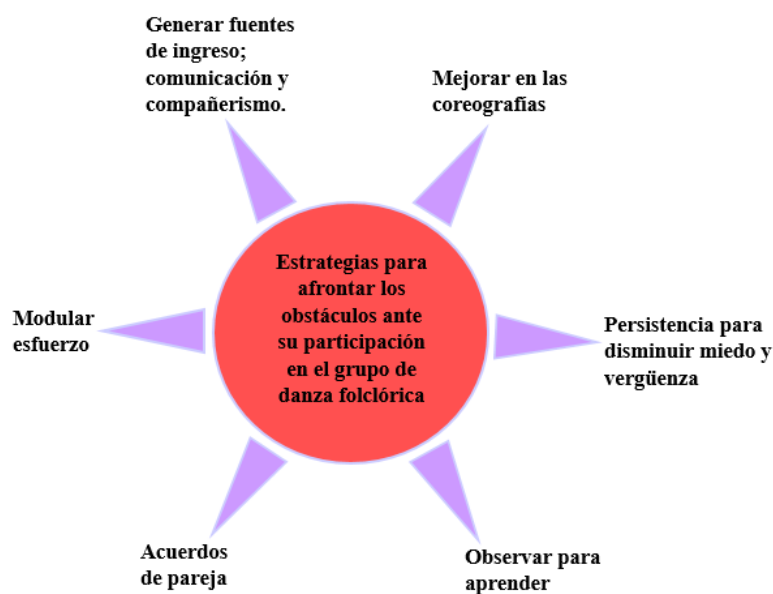 Generar fuentes
de ingreso;
comunicación y
compañerismo.
Mejorar en las
coreografías
Estrategias para
afrontar los
obstáculos ante
su participación
en el grupo de
danza folclórica
Modular
esfuerzo
Persistencia para
disminuir miedo y
vergüenza
Acuerdos
de pareja
Observar para
aprender